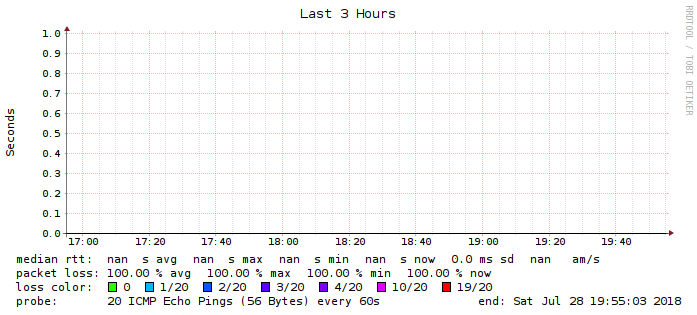 Last 3 Hours
RRDTOOL / TOBI OETIKER
Seconds
1.0
0.9
0.8
0.7
0.6
0.5
0.4
0.3
0.2
0.1
0.0
17:00 17:20 17:40 18:00 18:20 18:40 19:00 19:20 19:40
median rtt: nan s avg nan s max nan s min nan s now 0.0 ms sd nan am/s
packet loss: 100.00 % avg 100.00 % max 100.00 % min 100.00 % now
loss color: 0 1/20 2/20 3/20 4/20 10/20 19/20
probe: 20 ICMP Echo Pings (56 Bytes) every 60s end: Sat Jul 28 19:55:03 2018